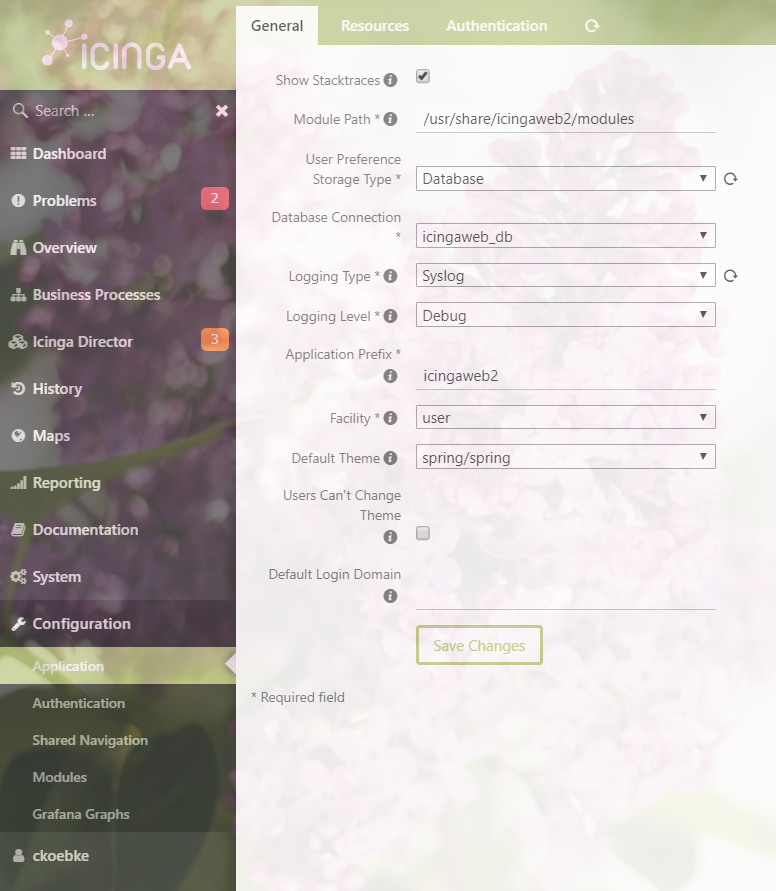 ICINGA
General Resources Authentication
Search ...
Dashboard
Problems 2
Overview
Business Processes
Icinga Director 3
History
Maps
Reporting
Documentation
System
Configuration
Application
Authentication
Shared Navigation
Modules
Grafana Graphs
ckoebke
Show Stacktraces
Module Path * /usr/share/icingaweb2/modules
User Preference
Storage Type * Database
Database Connection
* icingaweb_db
Logging Type * Syslog
Logging Level * Debug
Application Prefix *
icingaweb2
Facility * user
Default Theme spring/spring
Users Can't Change
Theme
Default Login Domain
Save Changes
* Required field